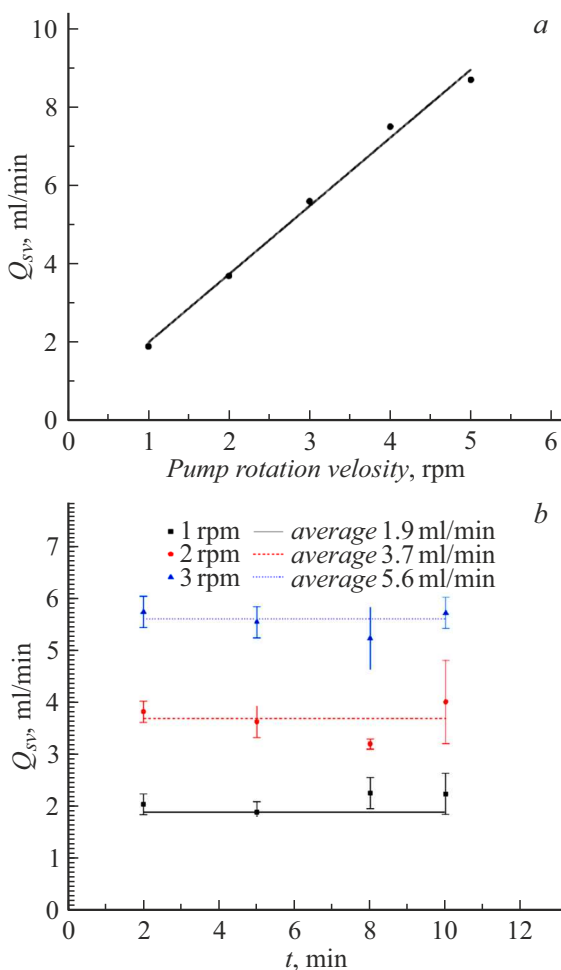 a
10
8
6
4
2
0
Qsv, ml/min
0 1 2 3 4 5 6
Pump rotation velosity, rpm
b
1 rpm average 1.9 ml/min
2 rpm average 3.7 ml/min
3 rpm average 5.6 ml/min
7
6
5
4
3
2
1
0
Qsv, ml/min
0 2 4 6 8 10 12
t, min